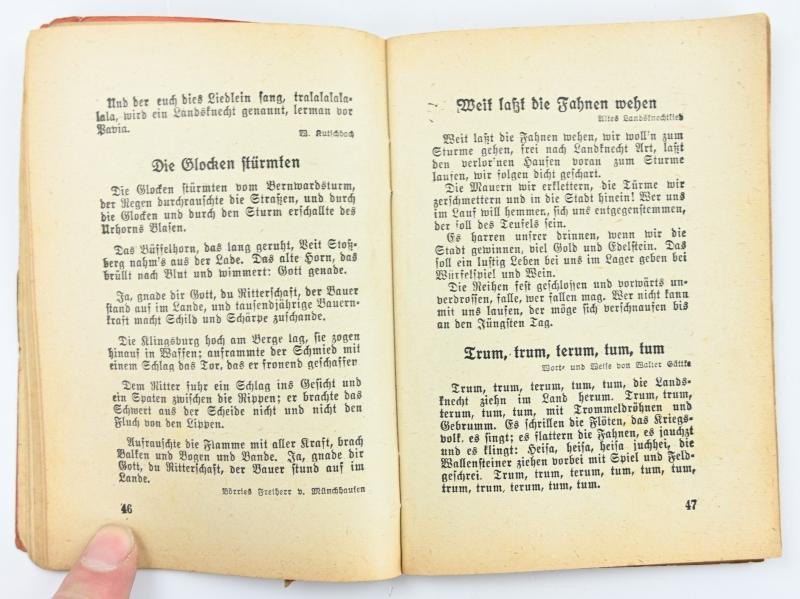 Und der euch dies Liedlein sang, tralalalala-
lala, wird ein Landsknecht genannt, lerman vor
Pavia.
W. Kutschbach
Die Glocken stürmten
Die Glocken stürmten vom Bernwardsturm,
der Regen durchrauschte die Straßen, und durch
die Glocken und durch den Sturm erschallte des
Urhorns Blasen.
Das Büffelhorn, das lang geruht, Veit Stoß-
berg nahm's aus der Lade. Das alte Horn, das
brüllt nach Blut und wimmert: Gott genade.
Ja, gnade dir Gott, du Ritterschaft, der Bauer
stand auf im Lande, und tausendjährige Bauern-
kraft macht Schild und Schärpe zuschande.
Die Klingsburg hoch am Berge lag, sie zogen
hinauf in Waffen; auframmte der Schmied mit
einem Schlag das Tor, das er fronend geschaffen
Dem Ritter fuhr ein Schlag ins Gesicht und
ein Spaten zwischen die Rippen; er brachte das
Schwert aus der Scheide nicht und nicht den
Fluch von den Lippen.
Aufrauschte die Flamme mit aller Kraft, brach
Balken und Bogen und Bande. Ja, gnade dir
Gott, du Ritterschaft, der Bauer stund auf im
Lande.
Börries Freiherr v. Münchhausen
46
Weit laßt die Fahnen wehen
Altes Landsknechtlied
Weit laßt die Fahnen wehen, wir woll'n zum
Sturme gehen, frei nach Landknecht Art, laßt
den verlor'nen Haufen voran zum Sturme
laufen, wir folgen dicht geschart.
Die Mauern wir erklettern, die Türme wir
zerschmettern und in die Stadt hinein! Wer uns
im Lauf will hemmen, sich uns entgegenstemmen,
der soll des Teufels sein.
Es harren unser drinnen, wenn wir die
Stadt gewinnen, viel Gold und Edelstein. Das
soll ein lustig Leben bei uns im Lager geben bei
Würfelspiel und Wein.
Die Reihen fest geschlossen und vorwärts un-
verdrossen, falle, wer fallen mag. Wer nicht kann
mit uns laufen, der möge sich verschnaufen bis
an den Jüngsten Tag.
Trum, trum, terum, tum, tum
Wort- und Weise von Walter Gättke
Trum, trum, terum, tum, tum, die Lands-
knecht ziehn im Land herum. Trum, trum,
terum, tum, tum, mit Trommeldröhnen und
Gebrumm. Es schrillen die Flöten, das Kriegs-
volk, es singt; es flattern die Fahnen, es jauchzt
und es klingt: Heisa, heisa, heisa juchhei, die
Wallensteiner ziehen vorbei mit Spiel und Feld-
geschrei. Trum, trum, terum, tum, tum, tum,
trum, trum, terum, tum, tum.
47